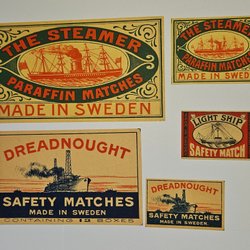 THE STEAMER
PARAFFIN MATCHES
MADE IN SWEDEN
THE STEAMER
PARAFFIN MATCHES
MADE IN SWEDEN
LIGHT SHIP
SAFETY MATCH
DREADNOUGHT
SAFETY MATCHES
MADE IN SWEDEN
CONTAINING 12 BOXES
DREADNOUGHT
SAFETY MATCHES
MADE IN SWEDEN